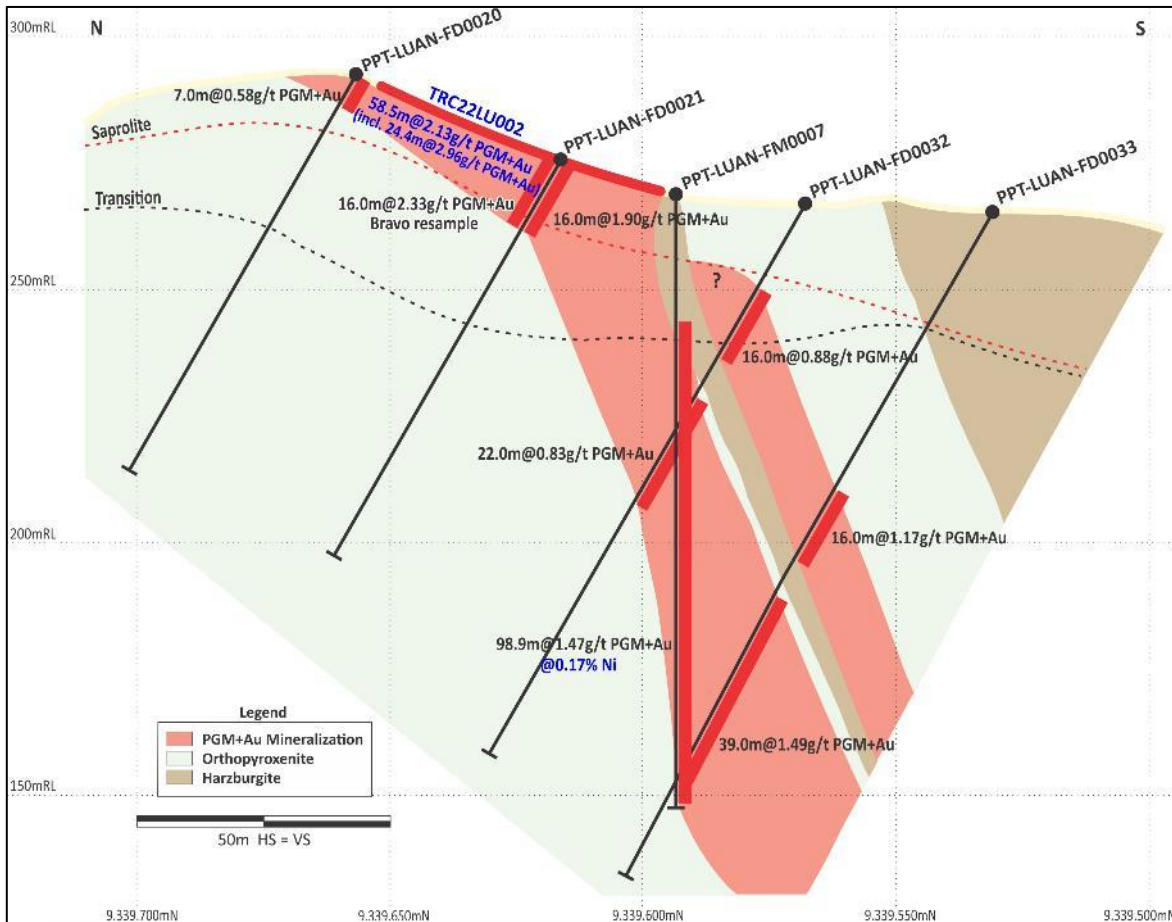 300mRL
N
S
PPT-LUAN-FD0020
7.0m@0.58g/t PGM+Au
TRC22LU002
58.5m@2.13g/t PGM+Au
(incl. 24.4m@2.96g/t PGM+Au)
PPT-LUAN-FD0021
PPT-LUAN-FM0007
PPT-LUAN-FD0032
PPT-LUAN-FD0033
Saprolite
Transition
16.0m@2.33g/t PGM+Au
Bravo resample
16.0m@1.90g/t PGM+Au
250mRL
?
16.0m@0.88g/t PGM+Au
22.0m@0.83g/t PGM+Au
200mRL
16.0m@1.17g/t PGM+Au
98.9m@1.47g/t PGM+Au
@0.17% Ni
39.0m@1.49g/t PGM+Au
Legend
PGM+Au Mineralization
Orthopyroxenite
Harzburgite
150mRL
50m HS = VS
9.339.700mN
9.339.650mN
9.339.600mN
9.339.550mN
9.339.500mN